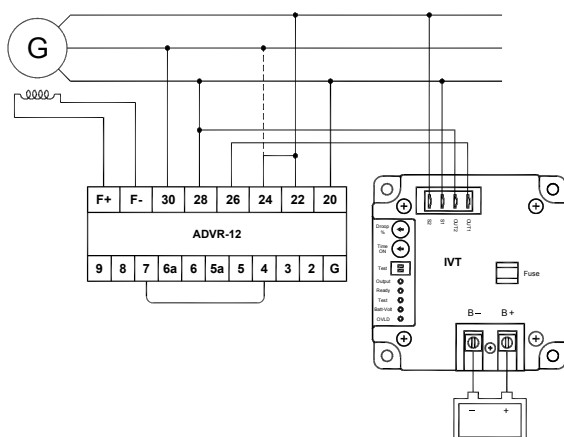 G
F+ F- 30 28 26 24 22 20
ADVR-12
9 8 7 6a 6 5a 5 4 3 2 G
S2 S1 OUT2 OUT1
Droop
%
Time
ON
Test
Output
Ready
Test
Batt-Volt
OVLD
IVT
Fuse
B− B+
− +